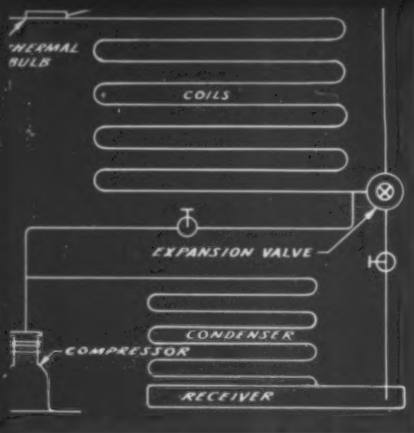 THERMAL
BULB
COILS
EXPANSION VALVE
CONDENSER
COMPRESSOR
RECEIVER